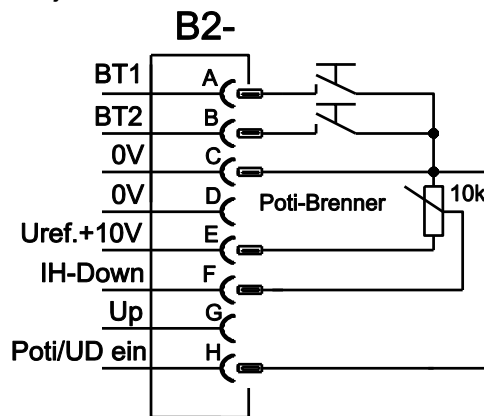 B2-
BT1 A
BT2 B
0V C
0V D Poti-Brenner 10k
Uref.+10V E
IH-Down F
Up G
Poti/UD ein H